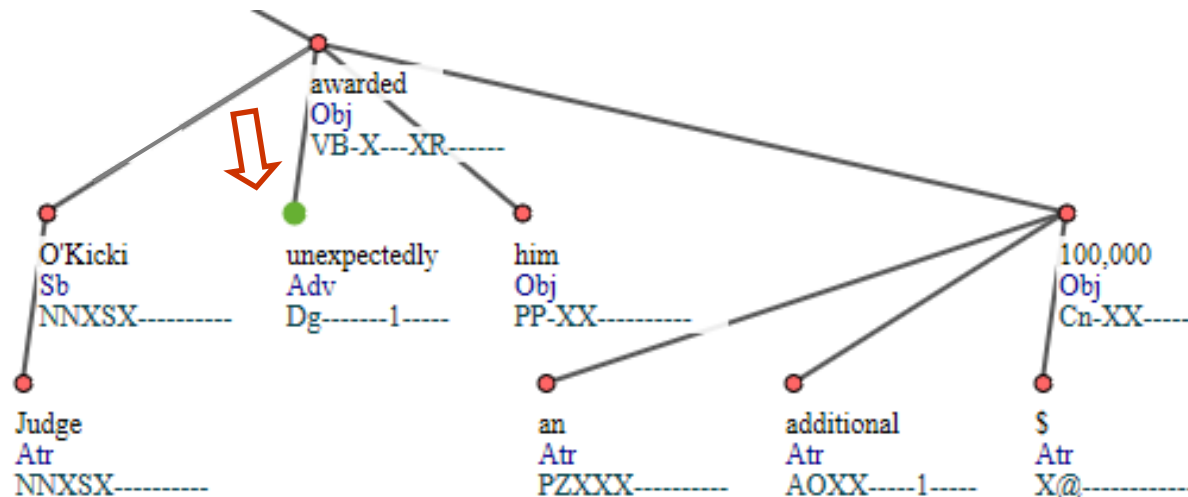 awarded
Obj
VB-X---XR------
O'Kicki
Sb
NNXSX----------
unexpectedly
Adv
Dg-------1-----
him
Obj
PP-XX----------
100,000
Obj
Cn-XX-----
Judge
Atr
NNXSX----------
an
Atr
PZXXX----------
additional
Atr
AOXX-----1-----
$
Atr
X@------------